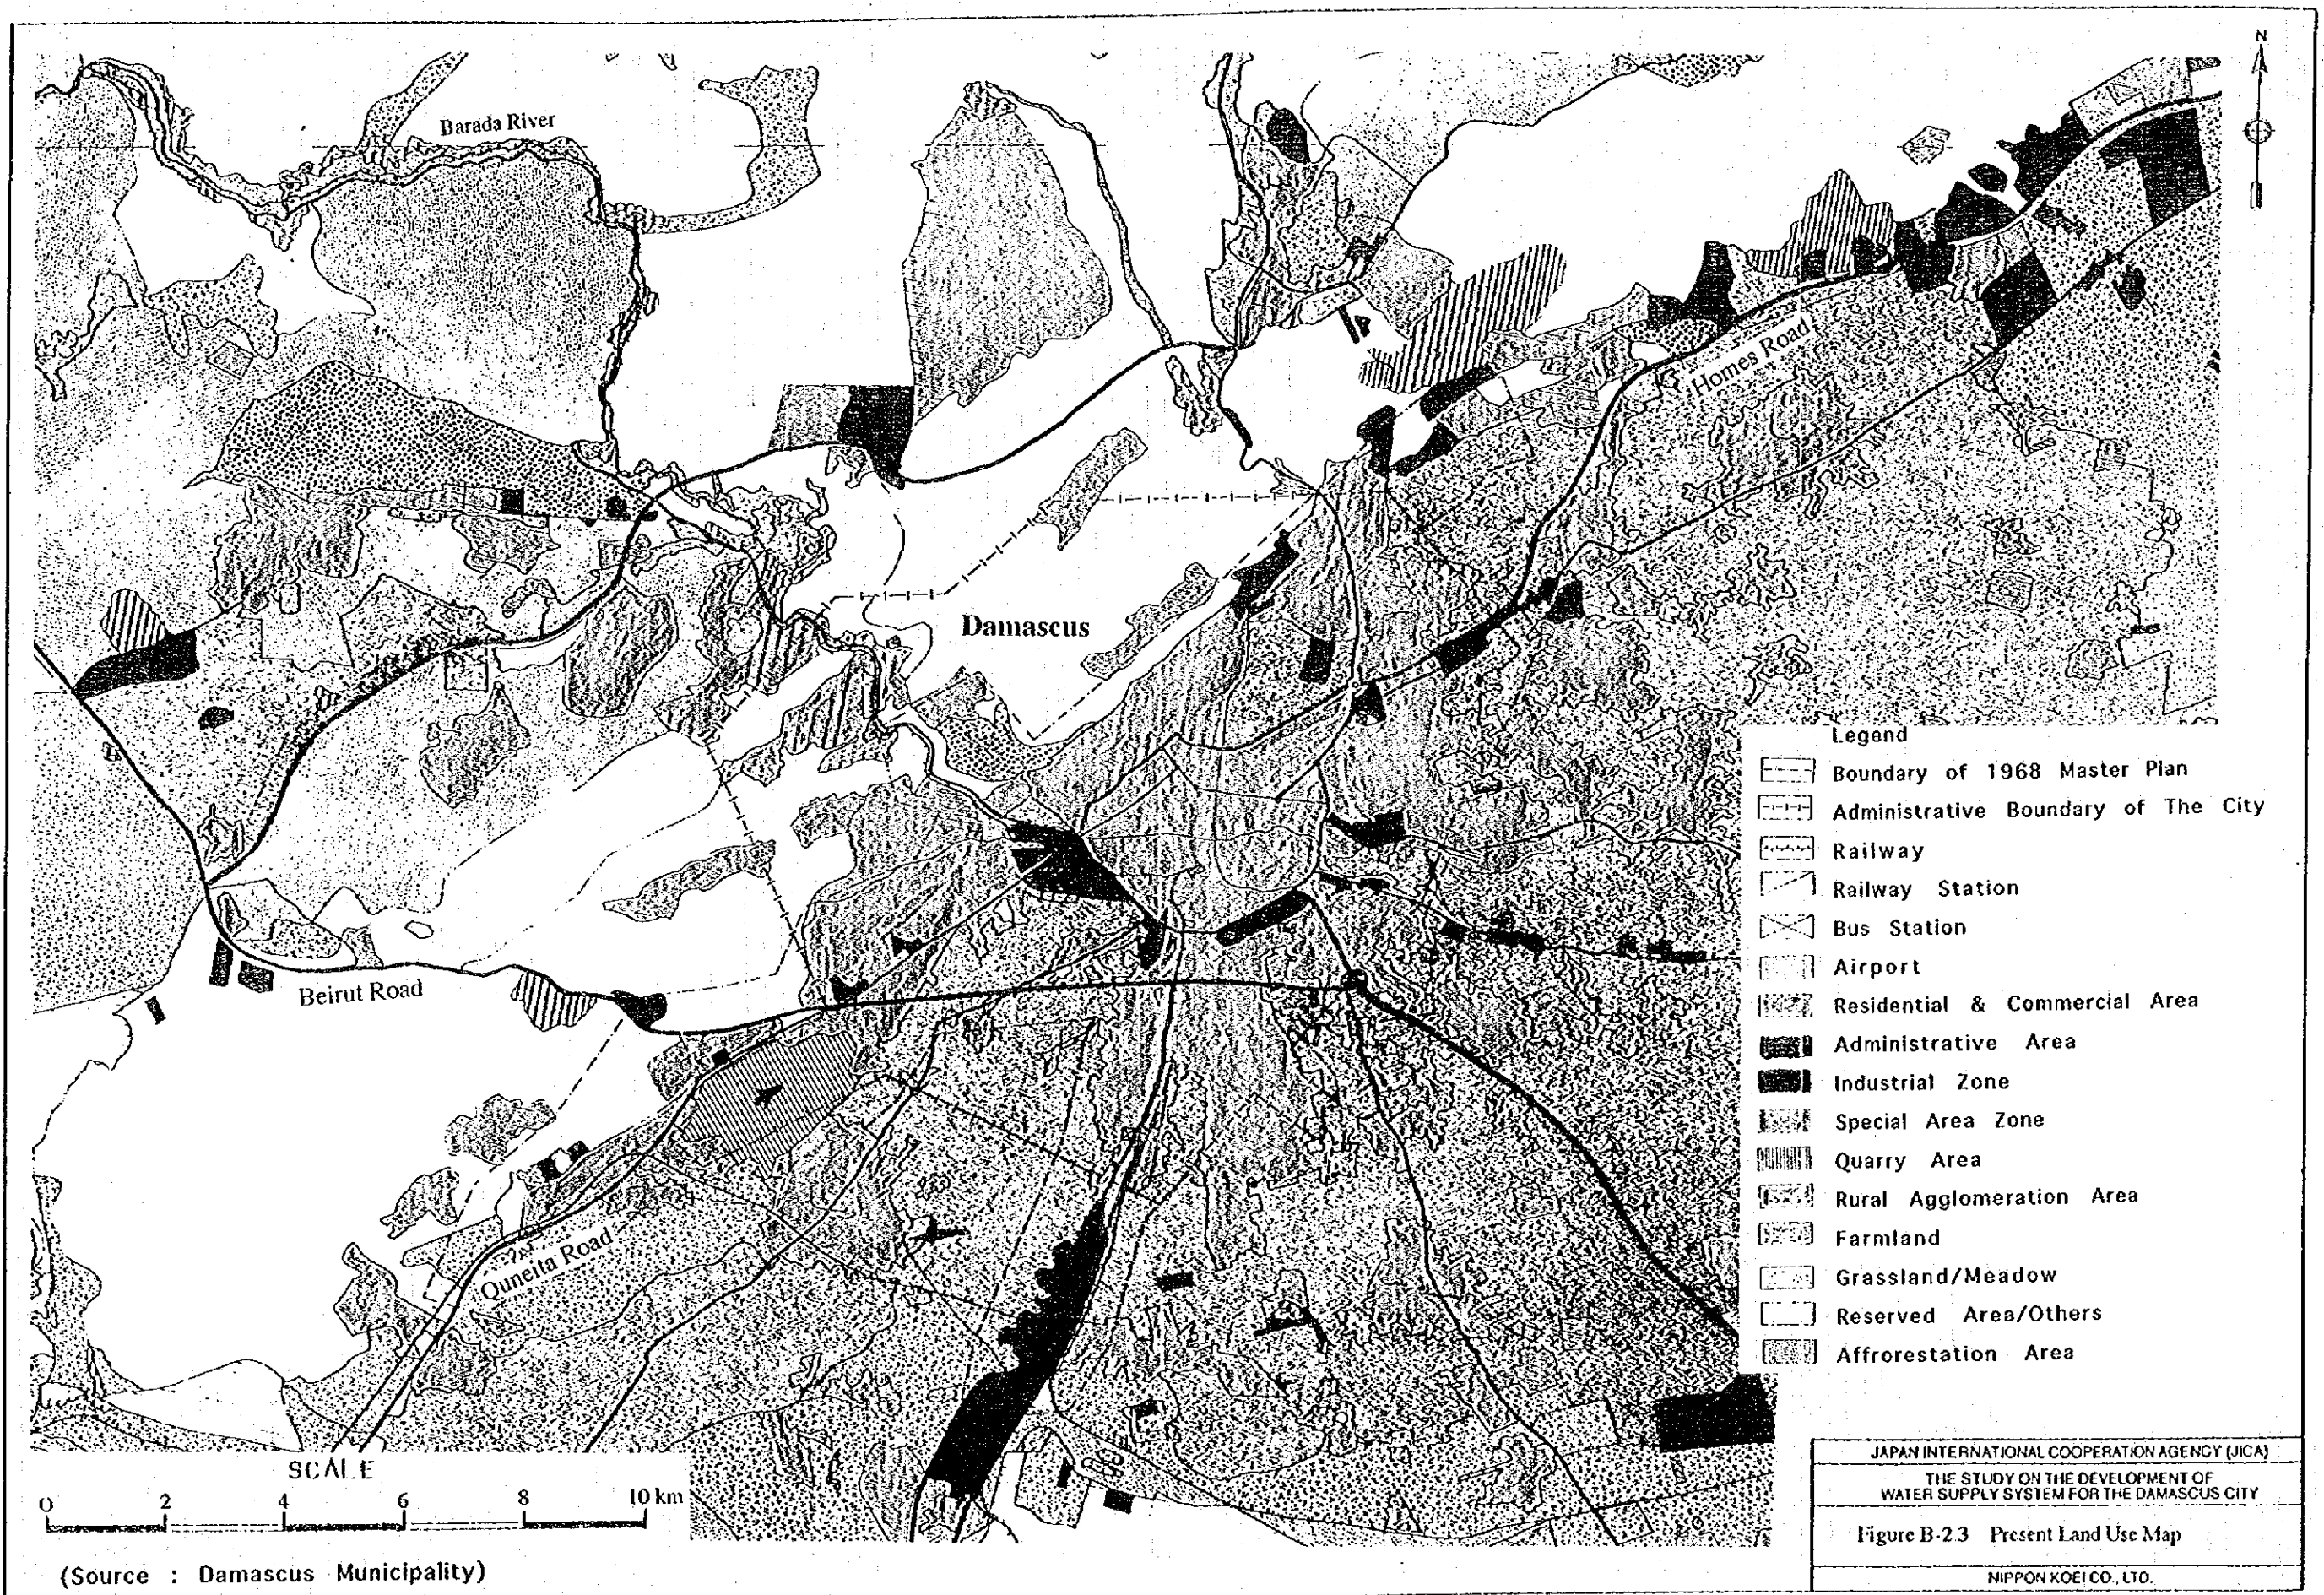 N
Barada River
Homes Road
Damascus
Beirut Road
Quneita Road
Legend
Boundary of 1968 Master Plan
Administrative Boundary of The City
Railway
Railway Station
Bus Station
Airport
Residential & Commercial Area
Administrative Area
Industrial Zone
Special Area Zone
Quarry Area
Rural Agglomeration Area
Farmland
Grassland/Meadow
Reserved Area/Others
Affrorestation Area
SCALE
0 2 4 6 8 10 km
(Source : Damascus Municipality)
JAPAN INTERNATIONAL COOPERATION AGENCY (JICA)
THE STUDY ON THE DEVELOPMENT OF
WATER SUPPLY SYSTEM FOR THE DAMASCUS CITY
Figure B-2.3 Present Land Use Map
NIPPON KOEI CO., LTD.